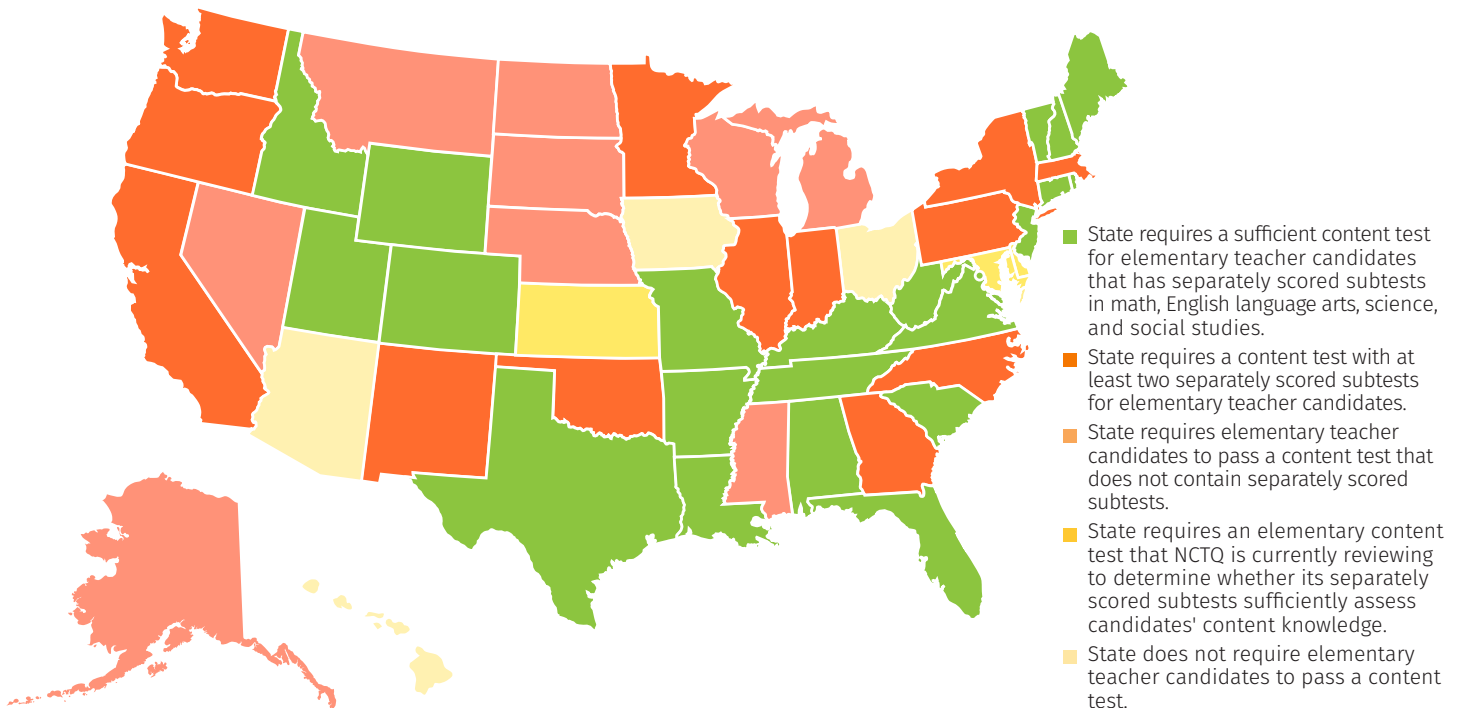 State requires a sufficient content test
for elementary teacher candidates
that has separately scored subtests
in math, English language arts, science,
and social studies.
State requires a content test with at
least two separately scored subtests
for elementary teacher candidates.
State requires elementary teacher
candidates to pass a content test that
does not contain separately scored
subtests.
State requires an elementary content
test that NCTQ is currently reviewing
to determine whether its separately
scored subtests sufficiently assess
candidates' content knowledge.
State does not require elementary
teacher candidates to pass a content
test.